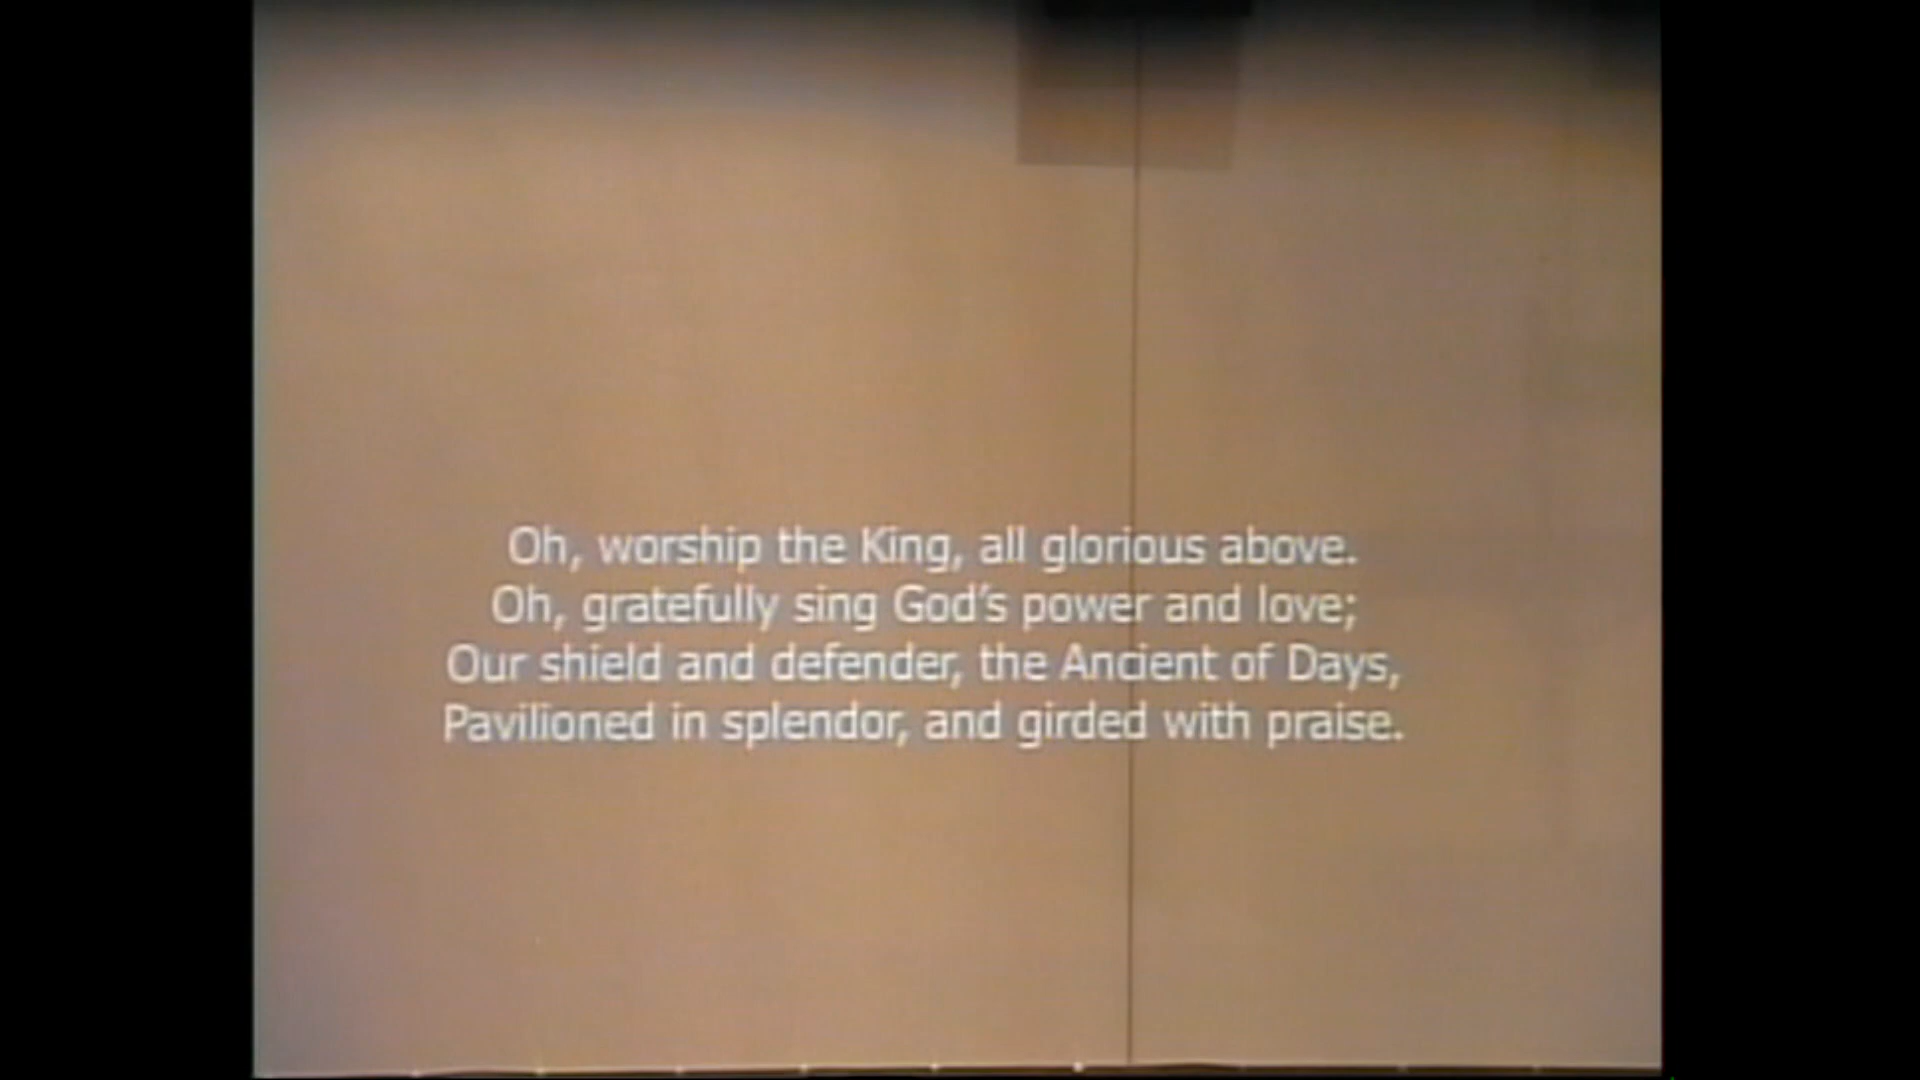 Oh, worship the King, all glorious above.
Oh, gratefully sing God's power and love;
Our shield and defender, the Ancient of Days,
Pavilioned in splendor, and girded with praise.